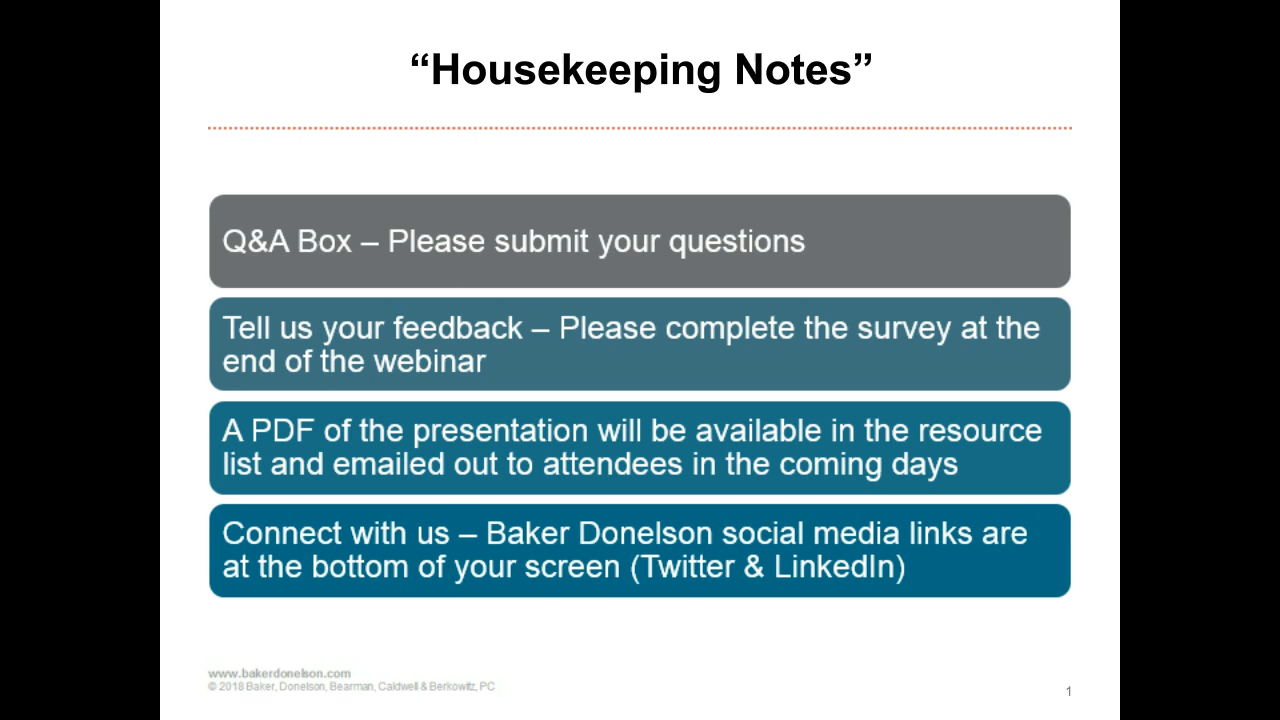 “Housekeeping Notes”
Q&A Box – Please submit your questions
Tell us your feedback – Please complete the survey at the
end of the webinar
A PDF of the presentation will be available in the resource
list and emailed out to attendees in the coming days
Connect with us – Baker Donelson social media links are
at the bottom of your screen (Twitter & LinkedIn)
www.bakerdonelson.com
© 2018 Baker, Donelson, Bearman, Caldwell & Berkowitz, PC
1